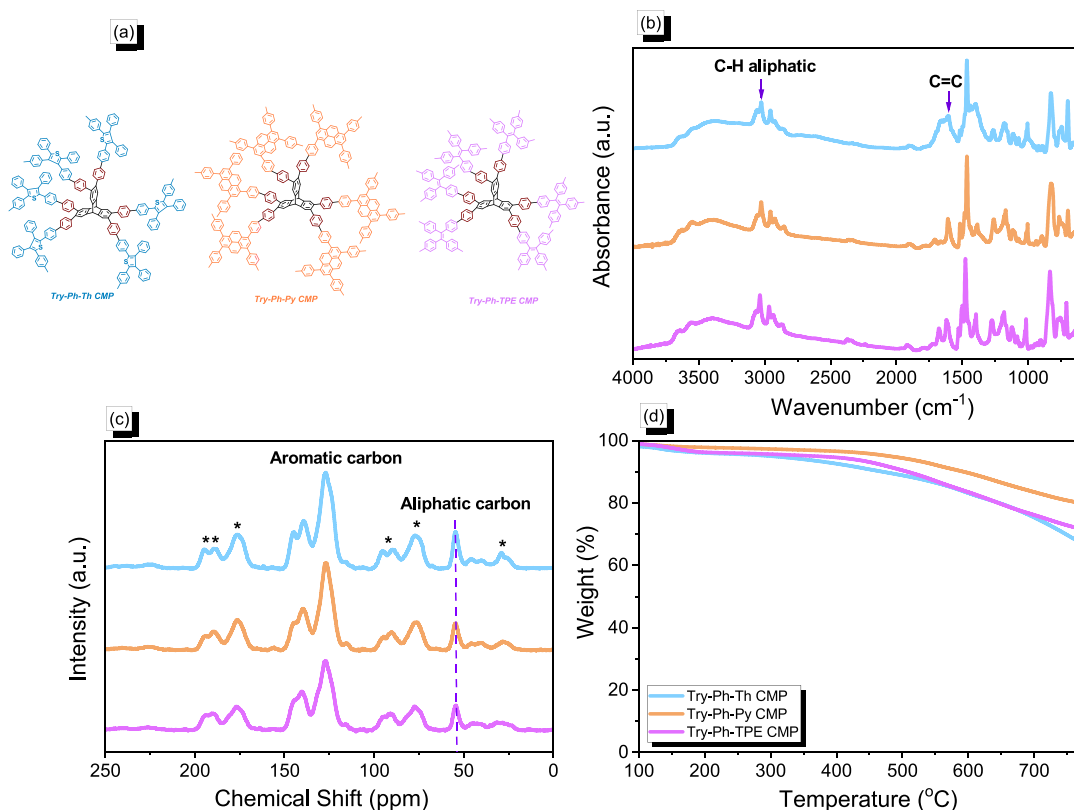 (a)
S
S
S
S
S
S
Try-Ph-Th CMP
Try-Ph-Py CMP
Try-Ph-TPE CMP
(b)
C-H aliphatic
C=C
Absorbance (a.u.)
4000 3500 3000 2500 2000 1500 1000
Wavenumber (cm⁻¹)
(c)
Aromatic carbon
Aliphatic carbon
* *
*
*
*
*
Intensity (a.u.)
250 200 150 100 50 0
Chemical Shift (ppm)
(d)
100
80
60
40
20
0
Weight (%)
Try-Ph-Th CMP
Try-Ph-Py CMP
Try-Ph-TPE CMP
100 200 300 400 500 600 700
Temperature (°C)